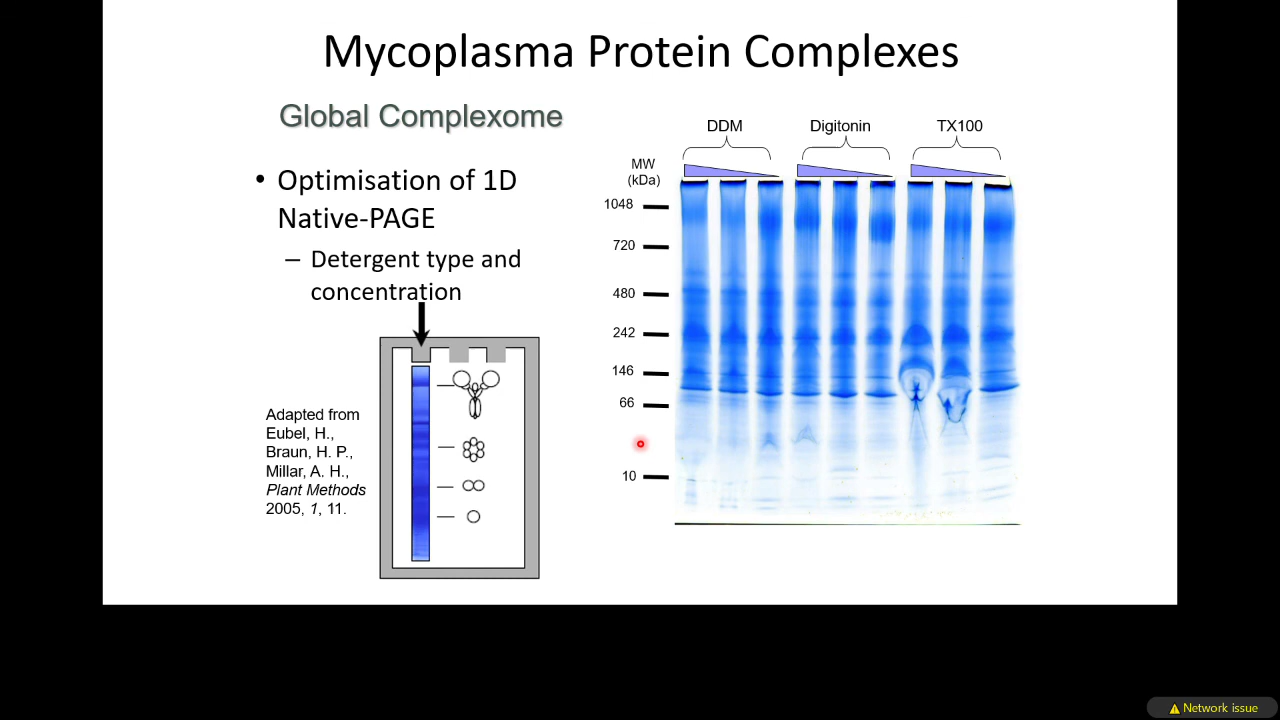 Mycoplasma Protein Complexes
Global Complexome
• Optimisation of 1D
Native-PAGE
– Detergent type and
concentration
Adapted from
Eubel, H.,
Braun, H. P.,
Millar, A. H.,
Plant Methods
2005, 1, 11.
DDM
Digitonin
TX100
MW
(kDa)
1048
720
480
242
146
66
10
Network issue